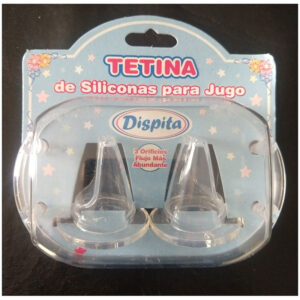 TETINA
de Siliconas para Jugo
Dispita
3 Orificios
Flujo Más
Abundante